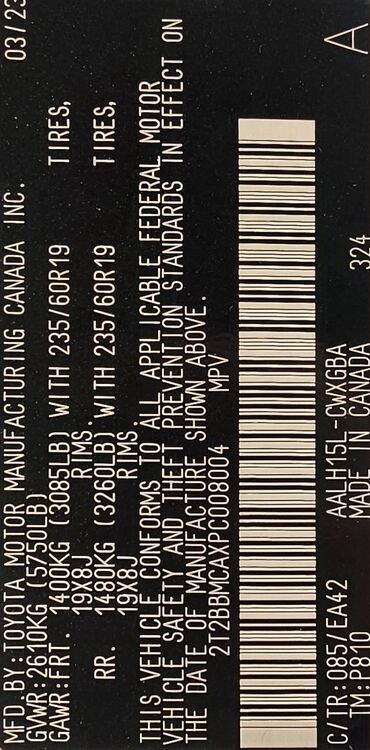 MFD.BY:TOYOTA MOTOR MANUFACTURING CANADA INC. 03/23
GVWR:2610KG (5750LB)
GAWR:FRT. 1400KG (3085LB) WITH 235/60R19 TIRES,
19X8J RIMS.
RR. 1480KG (3260LB) WITH 235/60R19 TIRES,
19X8J RIMS.
THIS VEHICLE CONFORMS TO ALL APPLICABLE FEDERAL MOTOR
VEHICLE SAFETY AND THEFT PREVENTION STANDARDS IN EFFECT ON
THE DATE OF MANUFACTURE SHOWN ABOVE.
2T2BBMCAXPC008004 MPV
C/TR:085/EA42 AALH15L-CWXGBA A
TM:P810 MADE IN CANADA 324